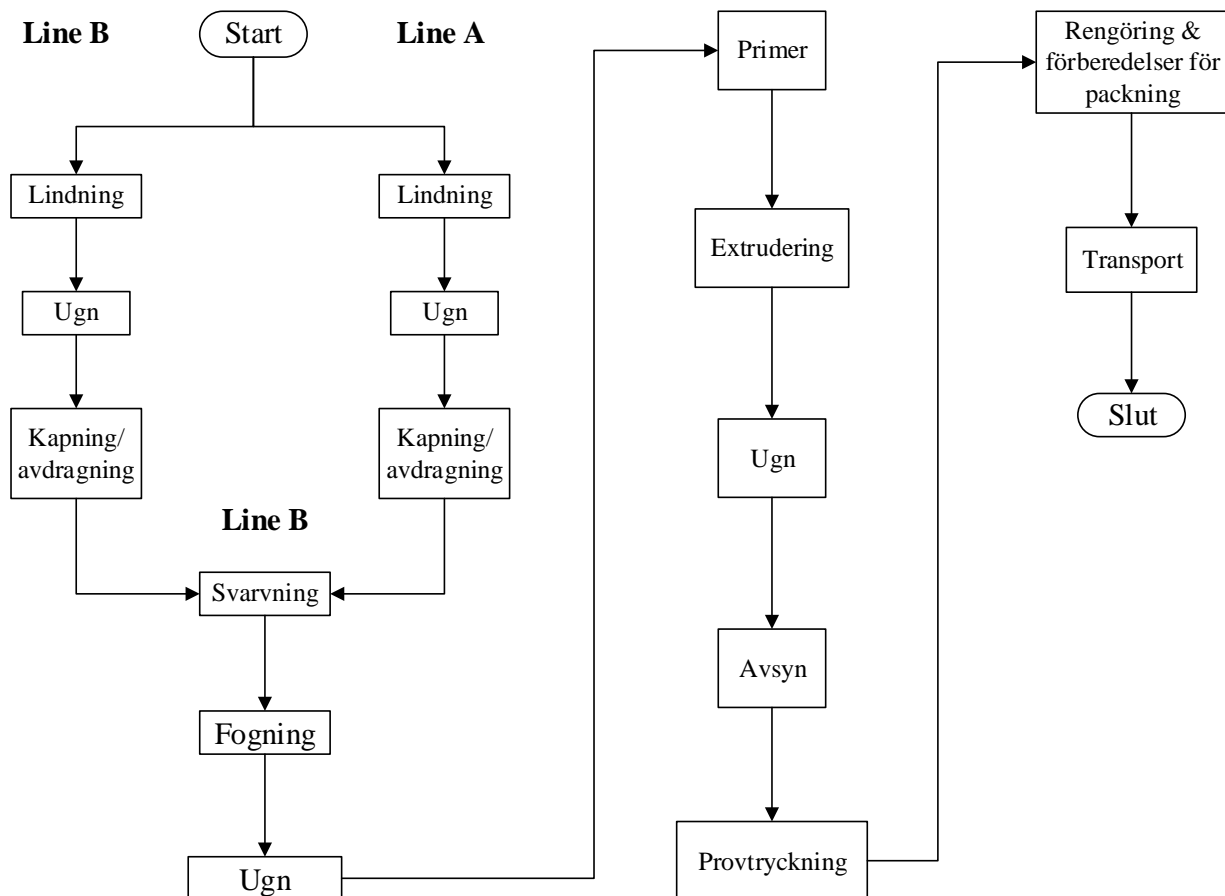 Line B
Start
Line A
Lindning
Lindning
Ugn
Ugn
Kapning/
avdragning
Kapning/
avdragning
Line B
Svarvning
Fogning
Ugn
Primer
Extrudering
Ugn
Avsyn
Provtryckning
Rengöring &
förberedelser för
packning
Transport
Slut